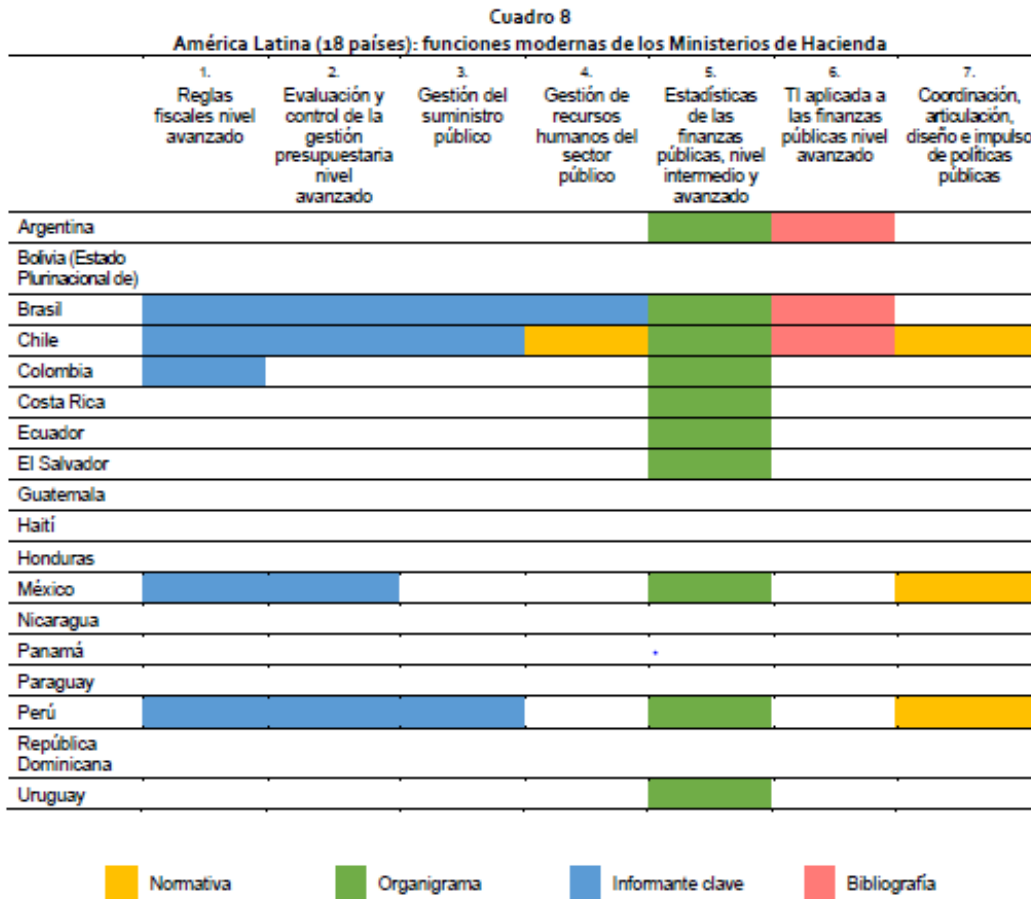 Cuadro 8
América Latina (18 países): funciones modernas de los Ministerios de Hacienda
1.
Reglas
fiscales nivel
avanzado
2.
Evaluación y
control de la
gestión
presupuestaria
nivel
avanzado
3.
Gestión del
suministro
público
4.
Gestión de
recursos
humanos del
sector
público
5.
Estadísticas
de las
finanzas
públicas, nivel
intermedio y
avanzado
6.
TI aplicada a
las finanzas
públicas nivel
avanzado
7.
Coordinación,
articulación,
diseño e impulso
de políticas
públicas
Argentina
Bolivia (Estado
Plurinacional de)
Brasil
Chile
Colombia
Costa Rica
Ecuador
El Salvador
Guatemala
Haití
Honduras
México
Nicaragua
Panamá
Paraguay
Perú
República
Dominicana
Uruguay
Normativa
Organigrama
Informante clave
Bibliografía